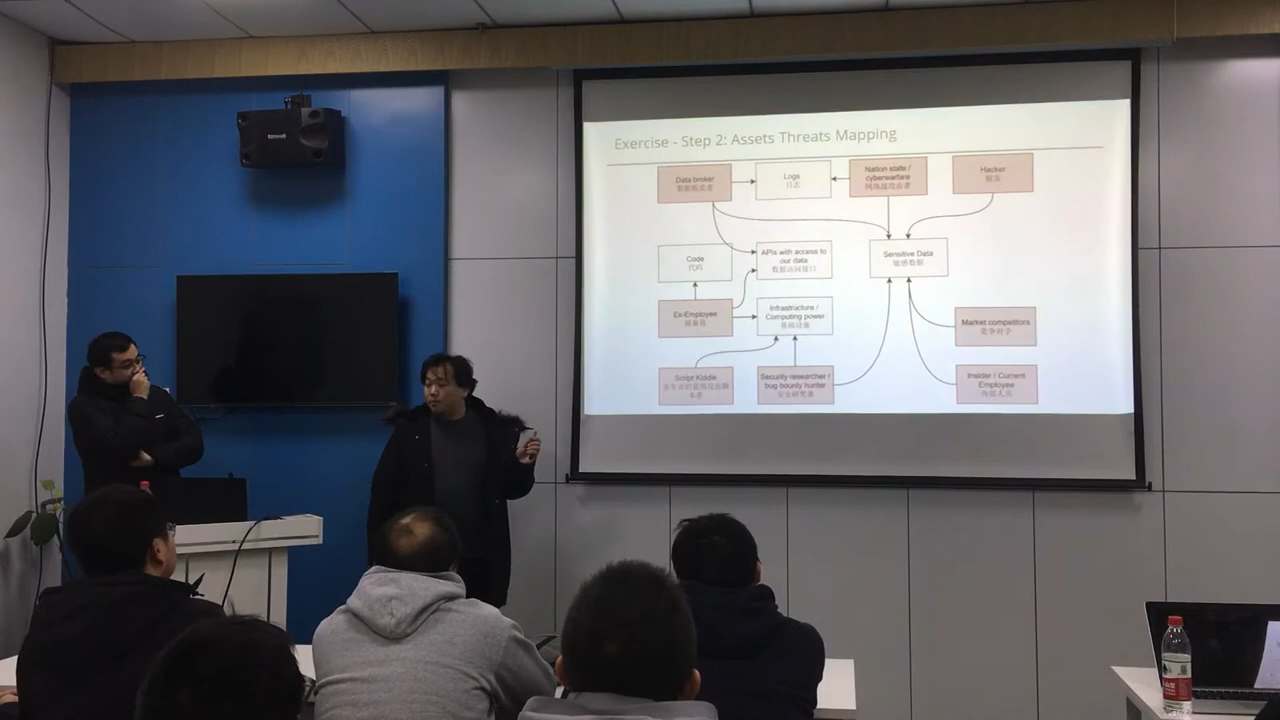 Exercise - Step 2: Assets Threats Mapping
Data broker
数据贩卖者
Logs
日志
Nation state /
cyberwarfare
网络战攻击者
Hacker
黑客
Code
代码
APIs with access to
our data
数据访问接口
Sensitive Data
敏感数据
Ex-Employee
前雇员
Infrastructure /
Computing power
基础设施
Market competitors
竞争对手
Script Kiddie
本者
Security researcher /
bug bounty hunter
安全研究者
Insider / Current
Employee
内部人员